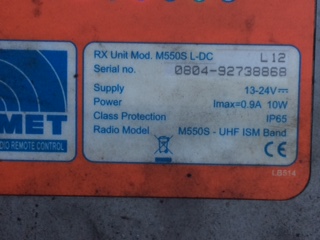 RX Unit Mod. M550S L-DC L12
Serial no. 0804-92738868
Supply 13-24V⎓
Power Imax=0.9A 10W
Class Protection IP65
Radio Model. M550S - UHF ISM Band
CE
MET
DIO REMOTE CONTROL
LB514